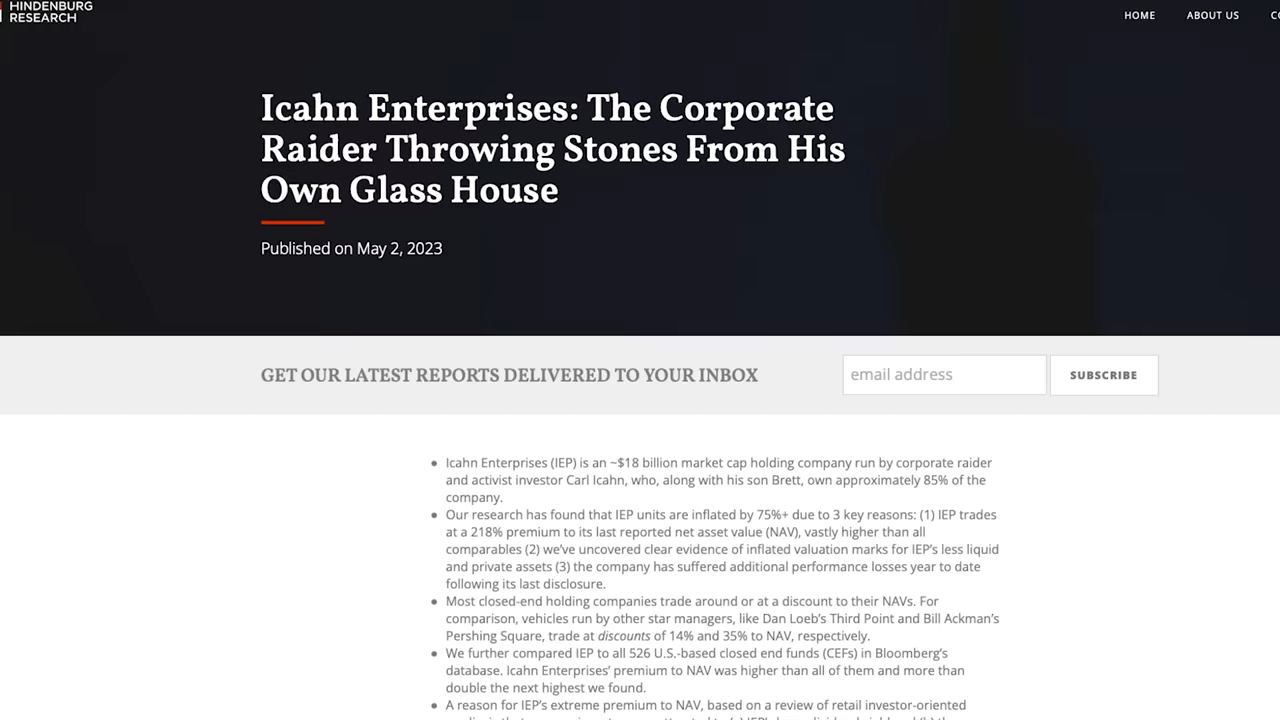 HINDENBURG
RESEARCH
HOME
ABOUT US
Icahn Enterprises: The Corporate
Raider Throwing Stones From His
Own Glass House
Published on May 2, 2023
GET OUR LATEST REPORTS DELIVERED TO YOUR INBOX
email address
SUBSCRIBE
Icahn Enterprises (IEP) is an ~$18 billion market cap holding company run by corporate raider
and activist investor Carl Icahn, who, along with his son Brett, own approximately 85% of the
company.
Our research has found that IEP units are inflated by 75%+ due to 3 key reasons: (1) IEP trades
at a 218% premium to its last reported net asset value (NAV), vastly higher than all
comparables (2) we've uncovered clear evidence of inflated valuation marks for IEP's less liquid
and private assets (3) the company has suffered additional performance losses year to date
following its last disclosure.
Most closed-end holding companies trade around or at a discount to their NAVs. For
comparison, vehicles run by other star managers, like Dan Loeb's Third Point and Bill Ackman's
Pershing Square, trade at discounts of 14% and 35% to NAV, respectively.
We further compared IEP to all 526 U.S.-based closed end funds (CEFs) in Bloomberg's
database. Icahn Enterprises' premium to NAV was higher than all of them and more than
double the next highest we found.
A reason for IEP's extreme premium to NAV, based on a review of retail investor-oriented